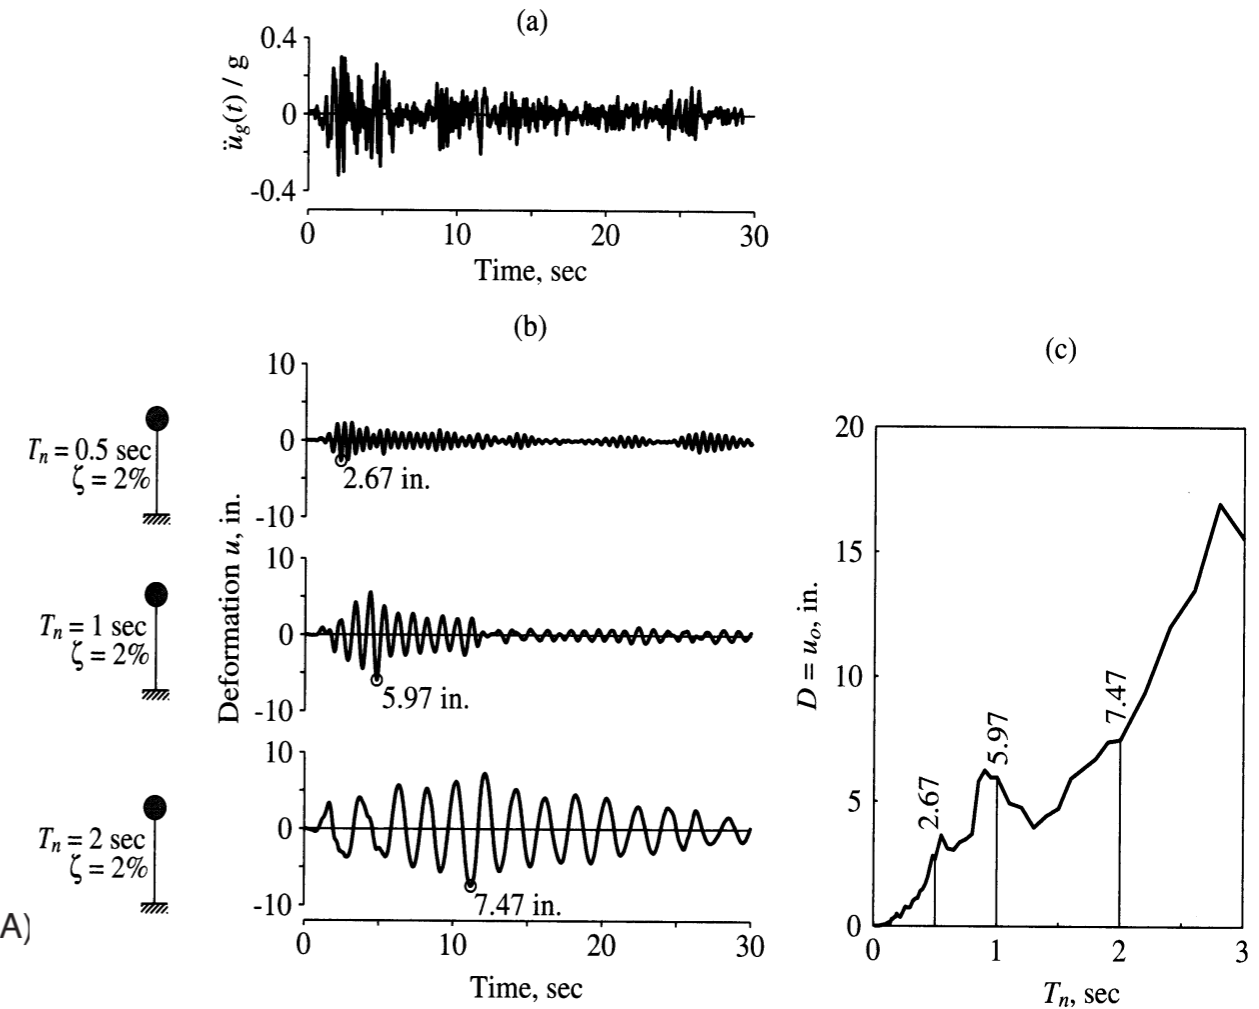 (a)
0.4
0
-0.4
üg(t) / g
0
10
20
30
Time, sec
(b)
Tn = 0.5 sec
ζ = 2%
10
0
-10
2.67 in.
Tn = 1 sec
ζ = 2%
10
0
-10
5.97 in.
Deformation u, in.
Tn = 2 sec
ζ = 2%
10
0
-10
7.47 in.
A)
0
10
20
30
Time, sec
(c)
20
15
10
5
0
D = uo, in.
2.67
5.97
7.47
0
1
2
3
Tn, sec